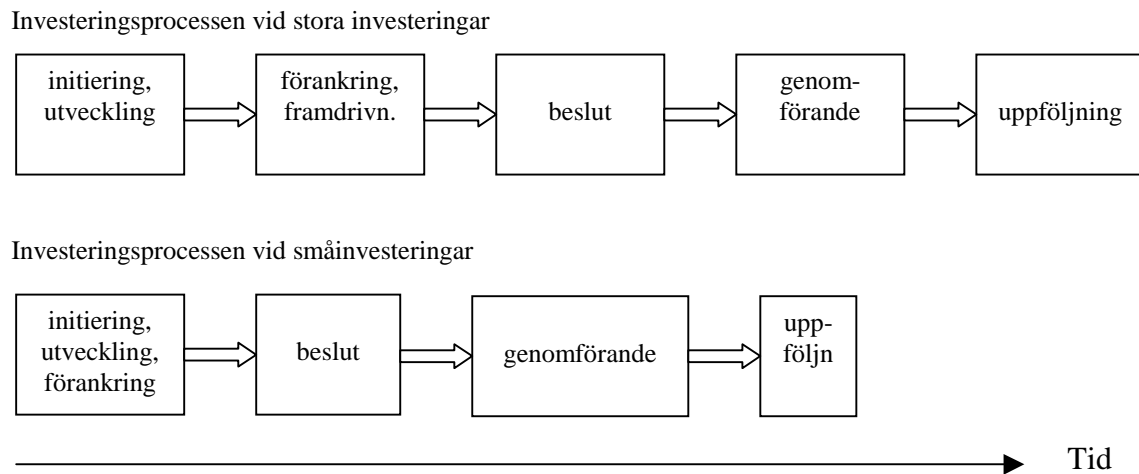 Investeringsprocessen vid stora investeringar
initiering,
utveckling
förankring,
framdrivn.
beslut
genom-
förande
uppföljning
Investeringsprocessen vid småinvesteringar
initiering,
utveckling,
förankring
beslut
genomförande
upp-
följn
Tid